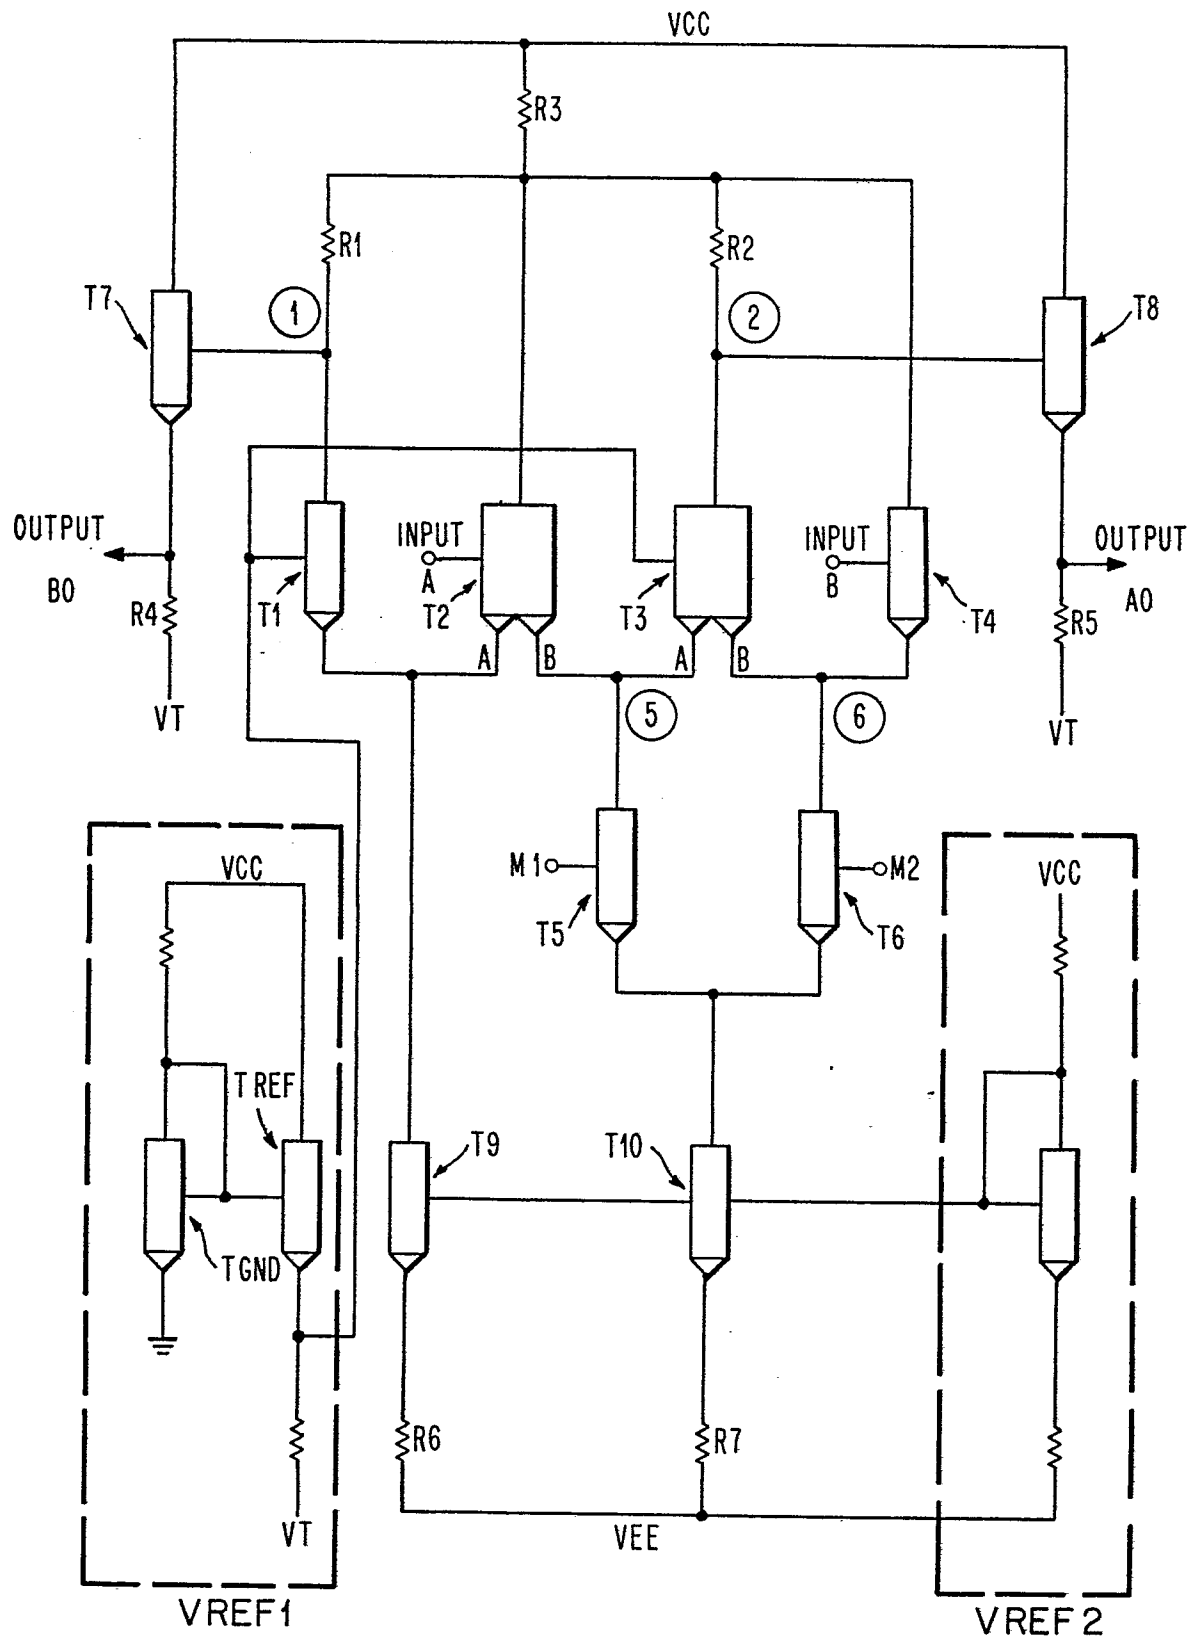 VCC
R3
R1
R2
T7
1
2
T8
OUTPUT
B0
INPUT
A
INPUT
B
OUTPUT
A0
R4
T1
T2
T3
T4
R5
A
B
A
B
VT
5
6
VT
M1
M2
T5
T6
VCC
VCC
T REF
T9
T10
T GND
R6
R7
VT
VEE
VREF1
VREF2